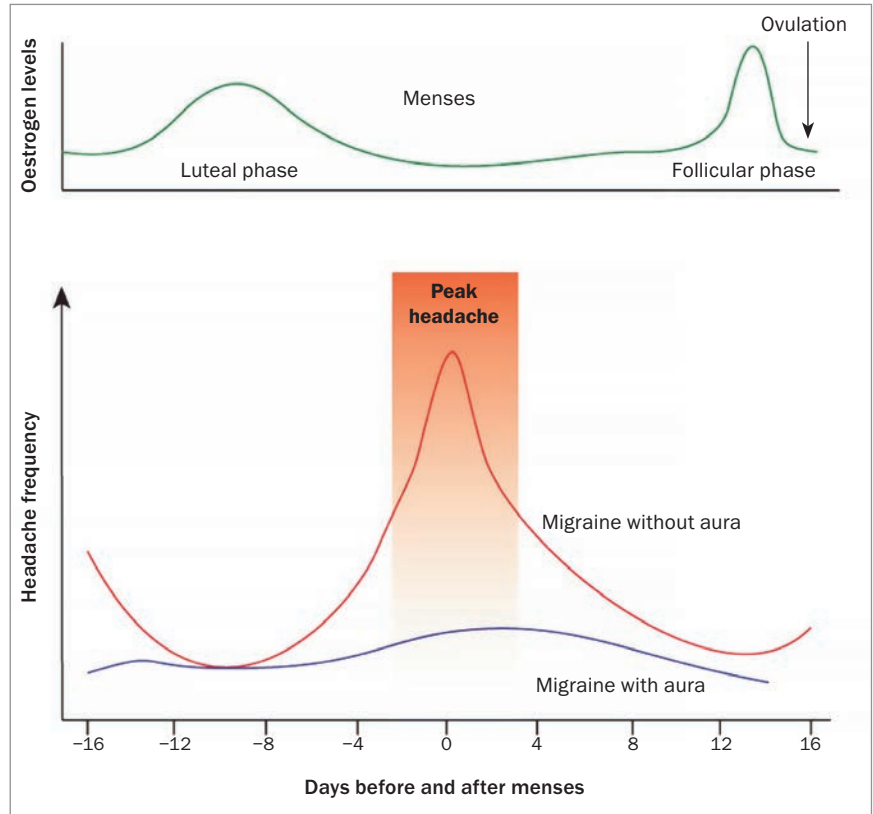 Ovulation
Oestrogen levels
Menses
Luteal phase
Follicular phase
Peak
headache
Headache frequency
Migraine without aura
Migraine with aura
−16 −12 −8 −4 0 4 8 12 16
Days before and after menses